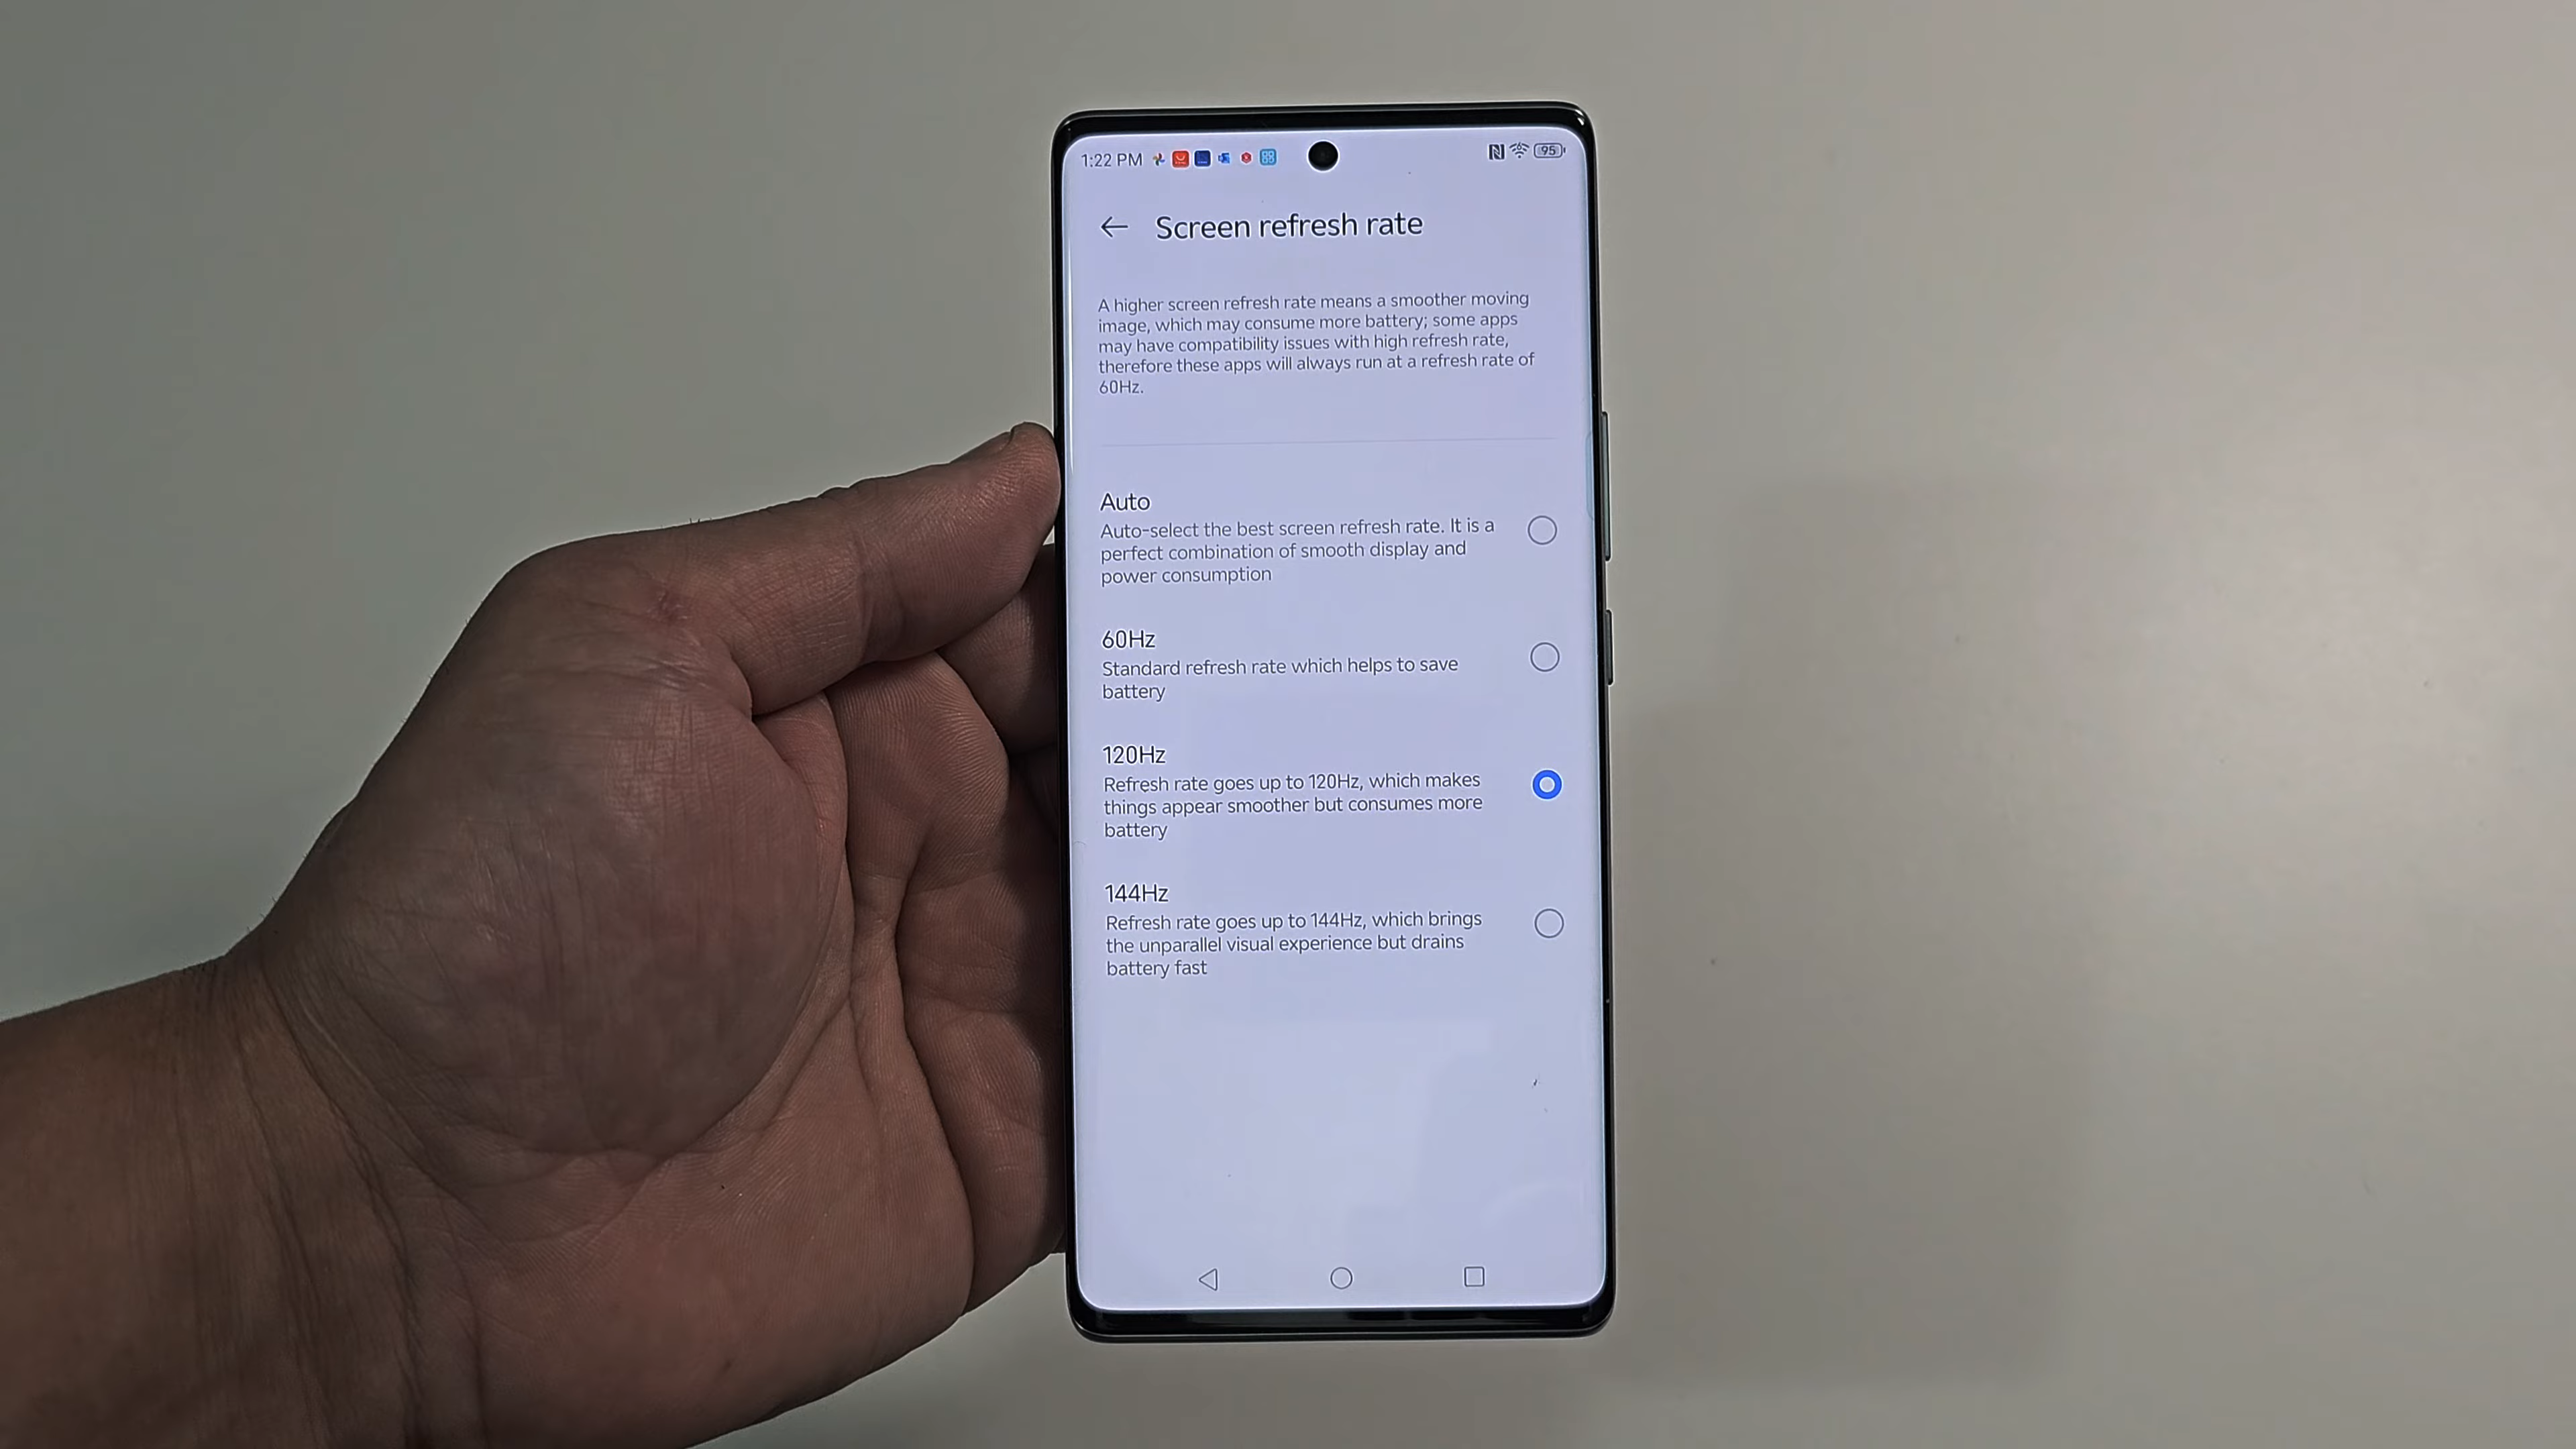 1:22 PM
95
Screen refresh rate
A higher screen refresh rate means a smoother moving
image, which may consume more battery; some apps
may have compatibility issues with high refresh rate,
therefore these apps will always run at a refresh rate of
60Hz.
Auto
Auto-select the best screen refresh rate. It is a
perfect combination of smooth display and
power consumption
60Hz
Standard refresh rate which helps to save
battery
120Hz
Refresh rate goes up to 120Hz, which makes
things appear smoother but consumes more
battery
144Hz
Refresh rate goes up to 144Hz, which brings
the unparallel visual experience but drains
battery fast